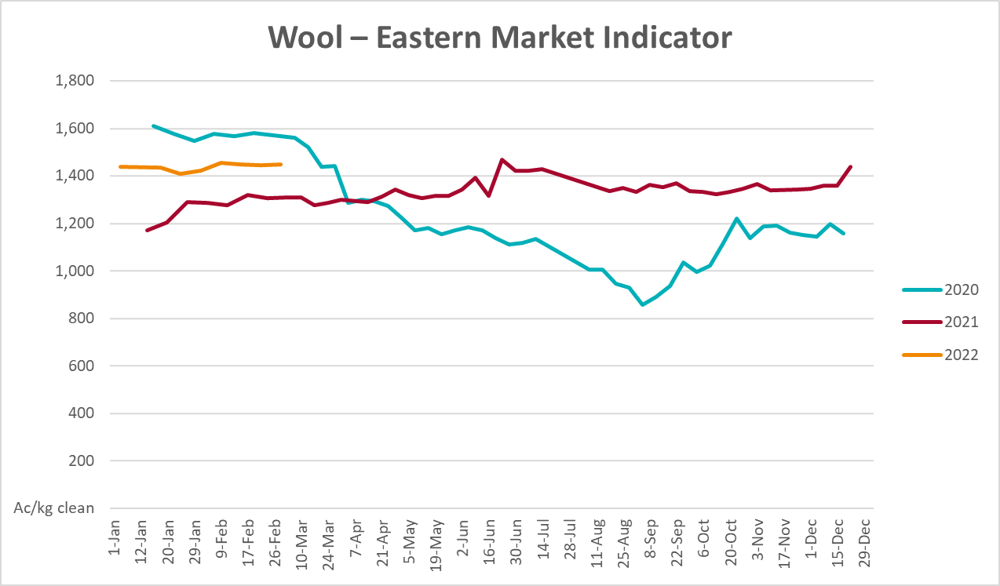 Wool – Eastern Market Indicator
1,800
1,600
1,400
1,200
1,000
800
600
400
200
Ac/kg clean
1-Jan
12-Jan
20-Jan
29-Jan
9-Feb
17-Feb
26-Feb
10-Mar
24-Mar
7-Apr
21-Apr
5-May
19-May
2-Jun
16-Jun
30-Jun
14-Jul
28-Jul
11-Aug
25-Aug
8-Sep
22-Sep
6-Oct
20-Oct
3-Nov
17-Nov
1-Dec
15-Dec
29-Dec
2020
2021
2022